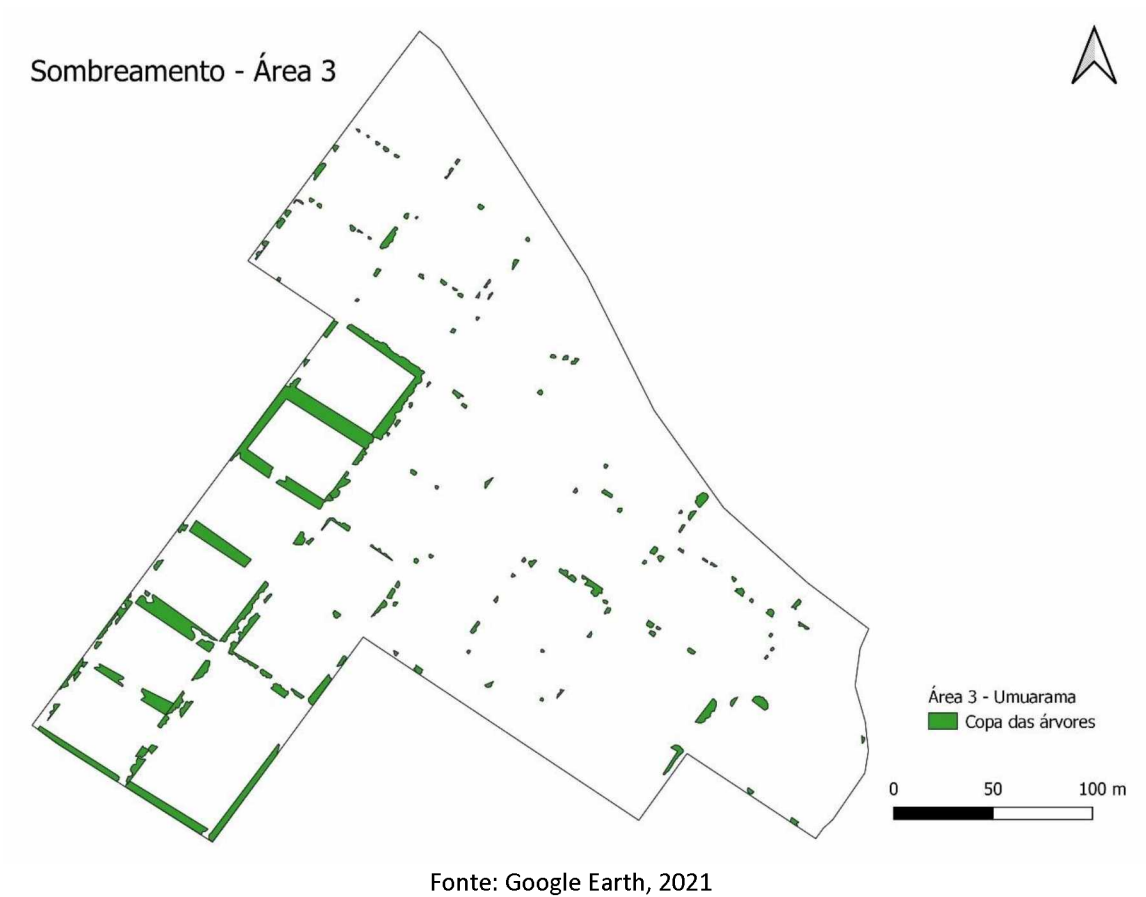 Sombreamento - Área 3
Área 3 - Umuarama
Copa das árvores
0 50 100 m
Fonte: Google Earth, 2021